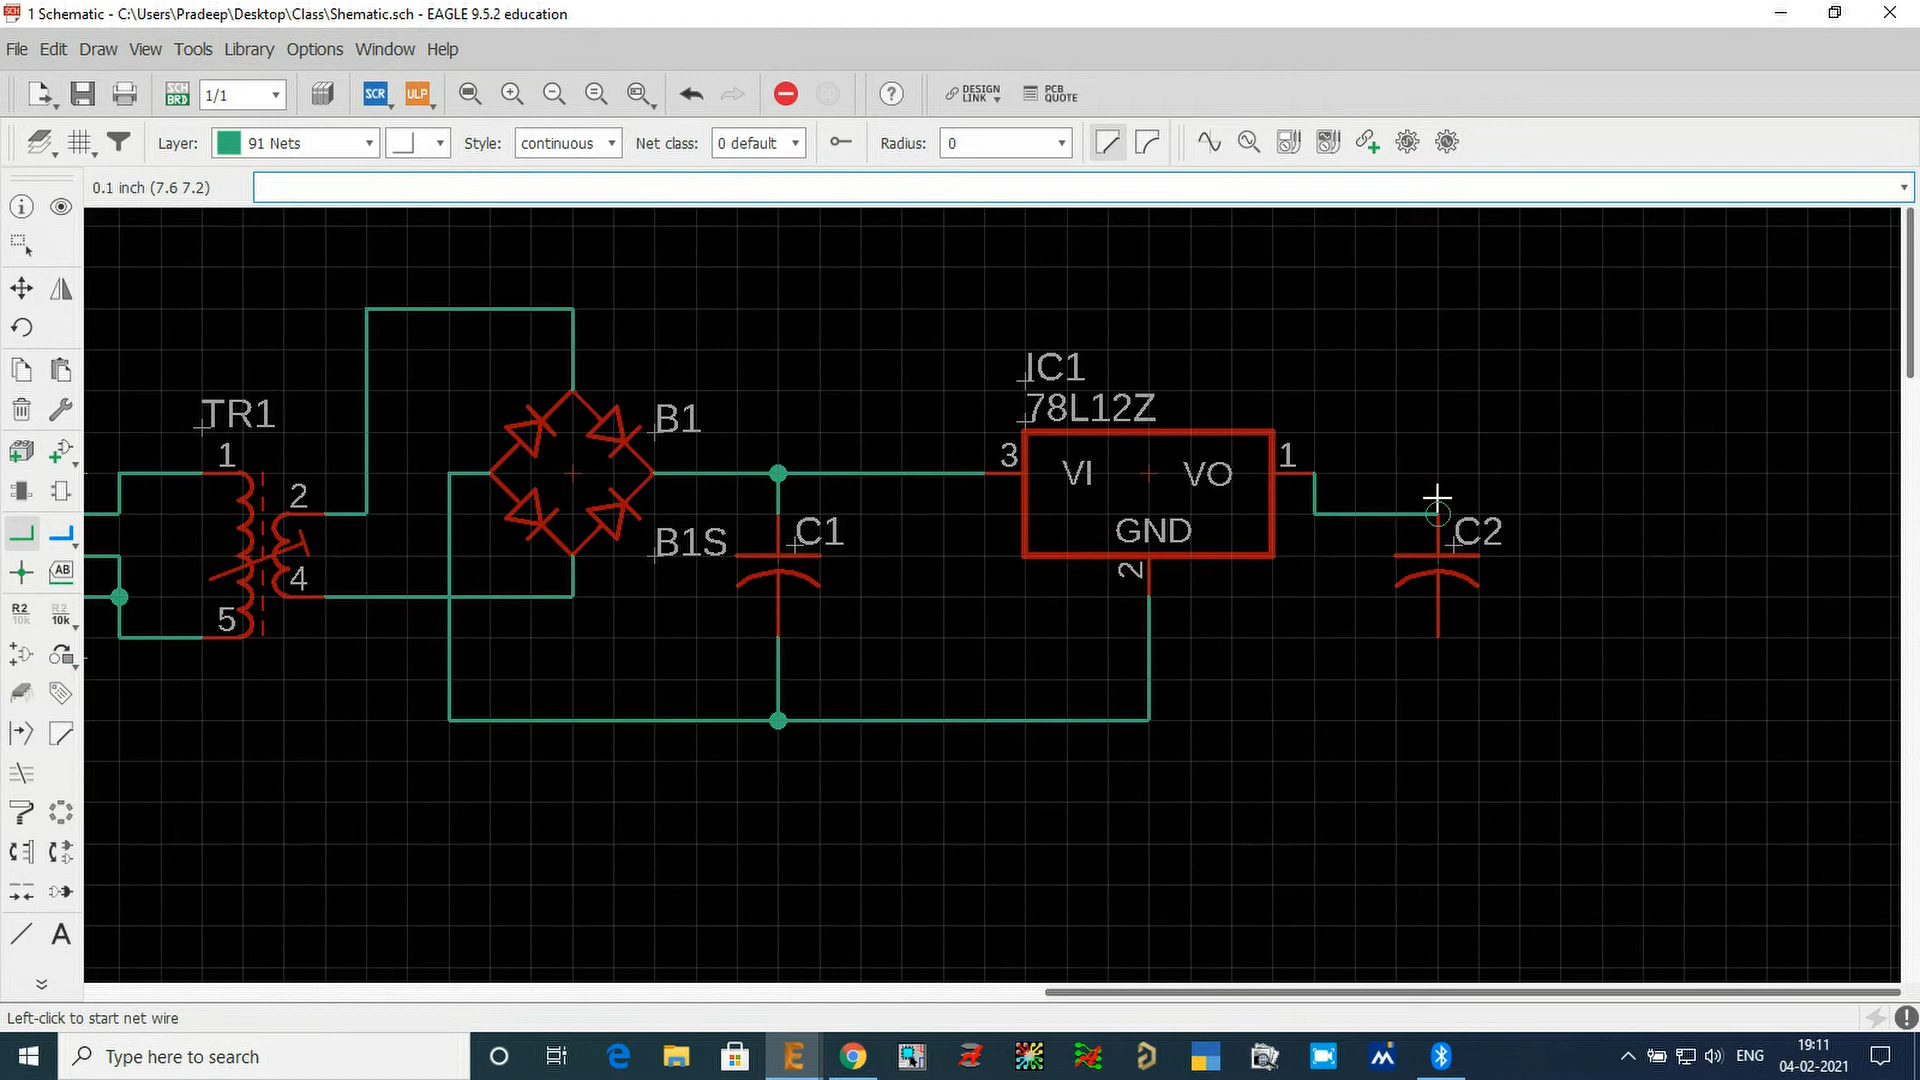 1 Schematic - C:\Users\Pradeep\Desktop\Class\Shematic.sch - EAGLE 9.5.2 education
File Edit Draw View Tools Library Options Window Help
SCH BRD 1/1 SCR ULP DESIGN LINK PCB QUOTE
Layer: 91 Nets Style: continuous Net class: 0 default Radius: 0
0.1 inch (7.6 7.2)
IC1
78L12Z
TR1
B1
1
3
VI
VO
1
2
C1
B1S
GND
C2
4
2
5
AB
R2
10k
R2
10k
A
Left-click to start net wire
Type here to search
ENG
19:11
04-02-2021